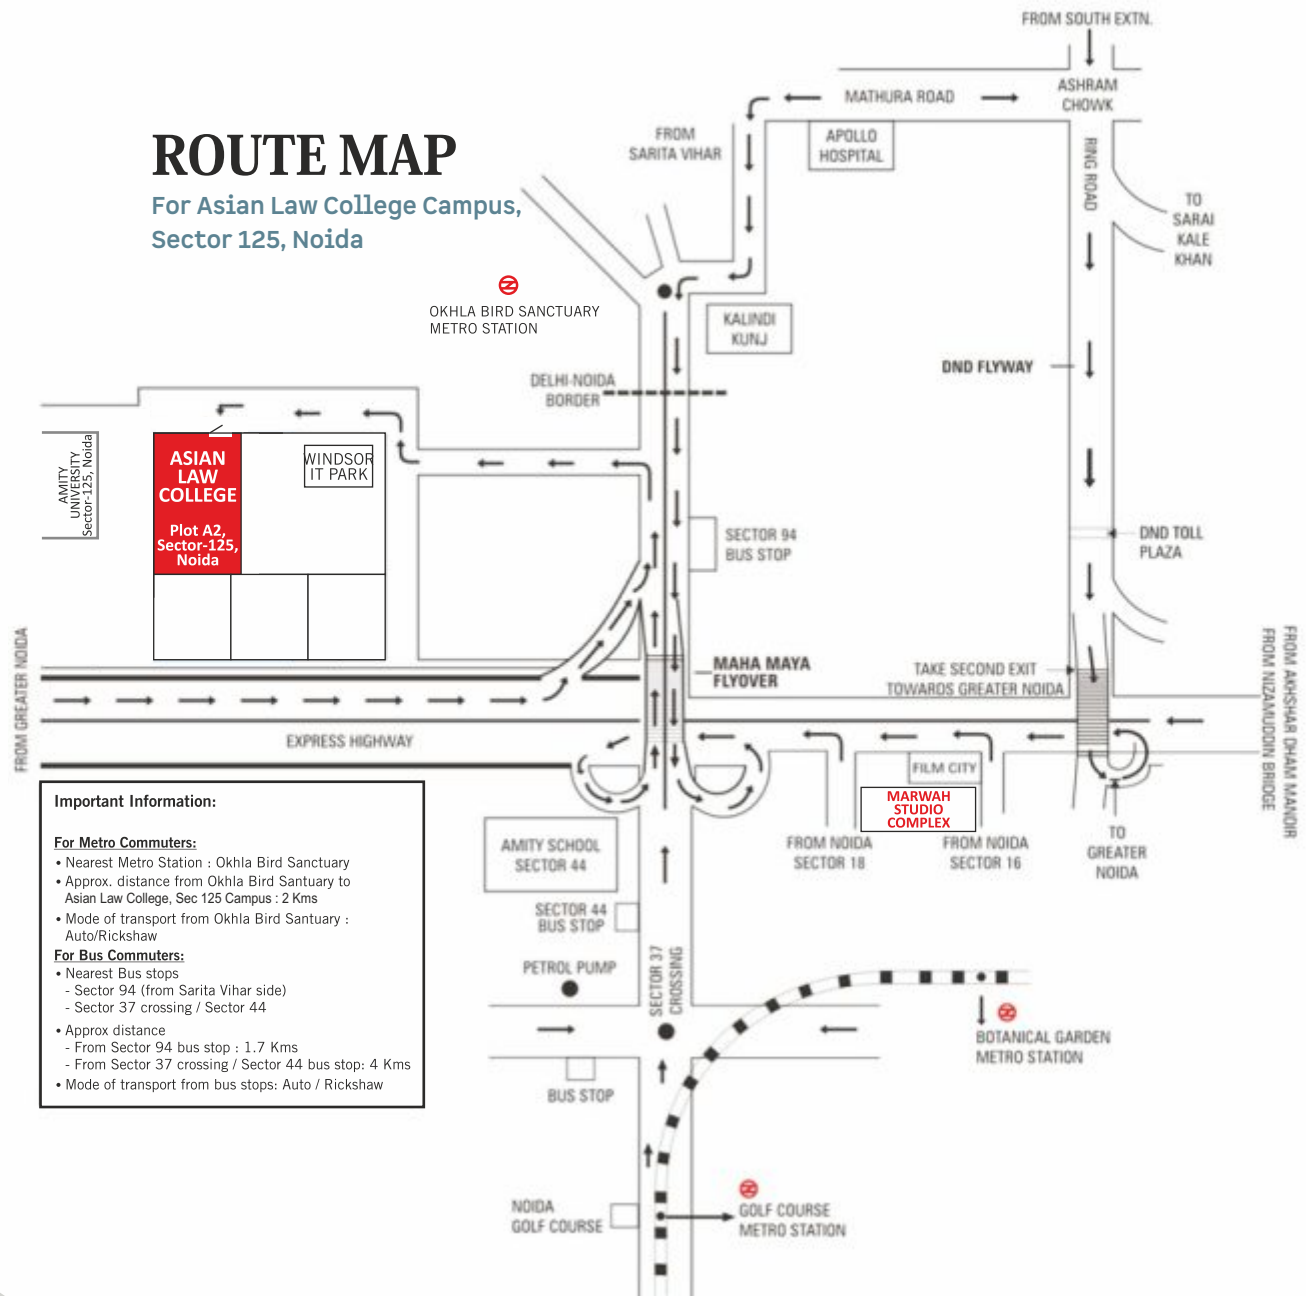 FROM SOUTH EXTN.
ASHRAM
CHOWK
MATHURA ROAD
APOLLO
HOSPITAL
FROM
SARITA VIHAR
RING ROAD
TO
SARAI
KALE
KHAN
ROUTE MAP
For Asian Law College Campus,
Sector 125, Noida
OKHLA BIRD SANCTUARY
METRO STATION
KALINDI
KUNJ
DELHI-NOIDA
BORDER
DND FLYWAY
AMITY
UNIVERSITY
Sector-125, Noida
ASIAN
LAW
COLLEGE
Plot A2,
Sector-125,
Noida
WINDSOR
IT PARK
SECTOR 94
BUS STOP
DND TOLL
PLAZA
MAHA MAYA
FLYOVER
TAKE SECOND EXIT
TOWARDS GREATER NOIDA
FROM GREATER NOIDA
EXPRESS HIGHWAY
FROM AKHSHAR DHAM MANDIR
FROM NIZAMUDDIN BRIDGE
FILM CITY
MARWAH
STUDIO
COMPLEX
FROM NOIDA
SECTOR 18
FROM NOIDA
SECTOR 16
TO
GREATER
NOIDA
Important Information:
For Metro Commuters:
• Nearest Metro Station : Okhla Bird Sanctuary
• Approx. distance from Okhla Bird Santuary to
Asian Law College, Sec 125 Campus : 2 Kms
• Mode of transport from Okhla Bird Santuary :
Auto/Rickshaw
For Bus Commuters:
• Nearest Bus stops
- Sector 94 (from Sarita Vihar side)
- Sector 37 crossing / Sector 44
• Approx distance
- From Sector 94 bus stop : 1.7 Kms
- From Sector 37 crossing / Sector 44 bus stop: 4 Kms
• Mode of transport from bus stops: Auto / Rickshaw
AMITY SCHOOL
SECTOR 44
SECTOR 44
BUS STOP
PETROL PUMP
SECTOR 37
CROSSING
BUS STOP
BOTANICAL GARDEN
METRO STATION
NOIDA
GOLF COURSE
GOLF COURSE
METRO STATION